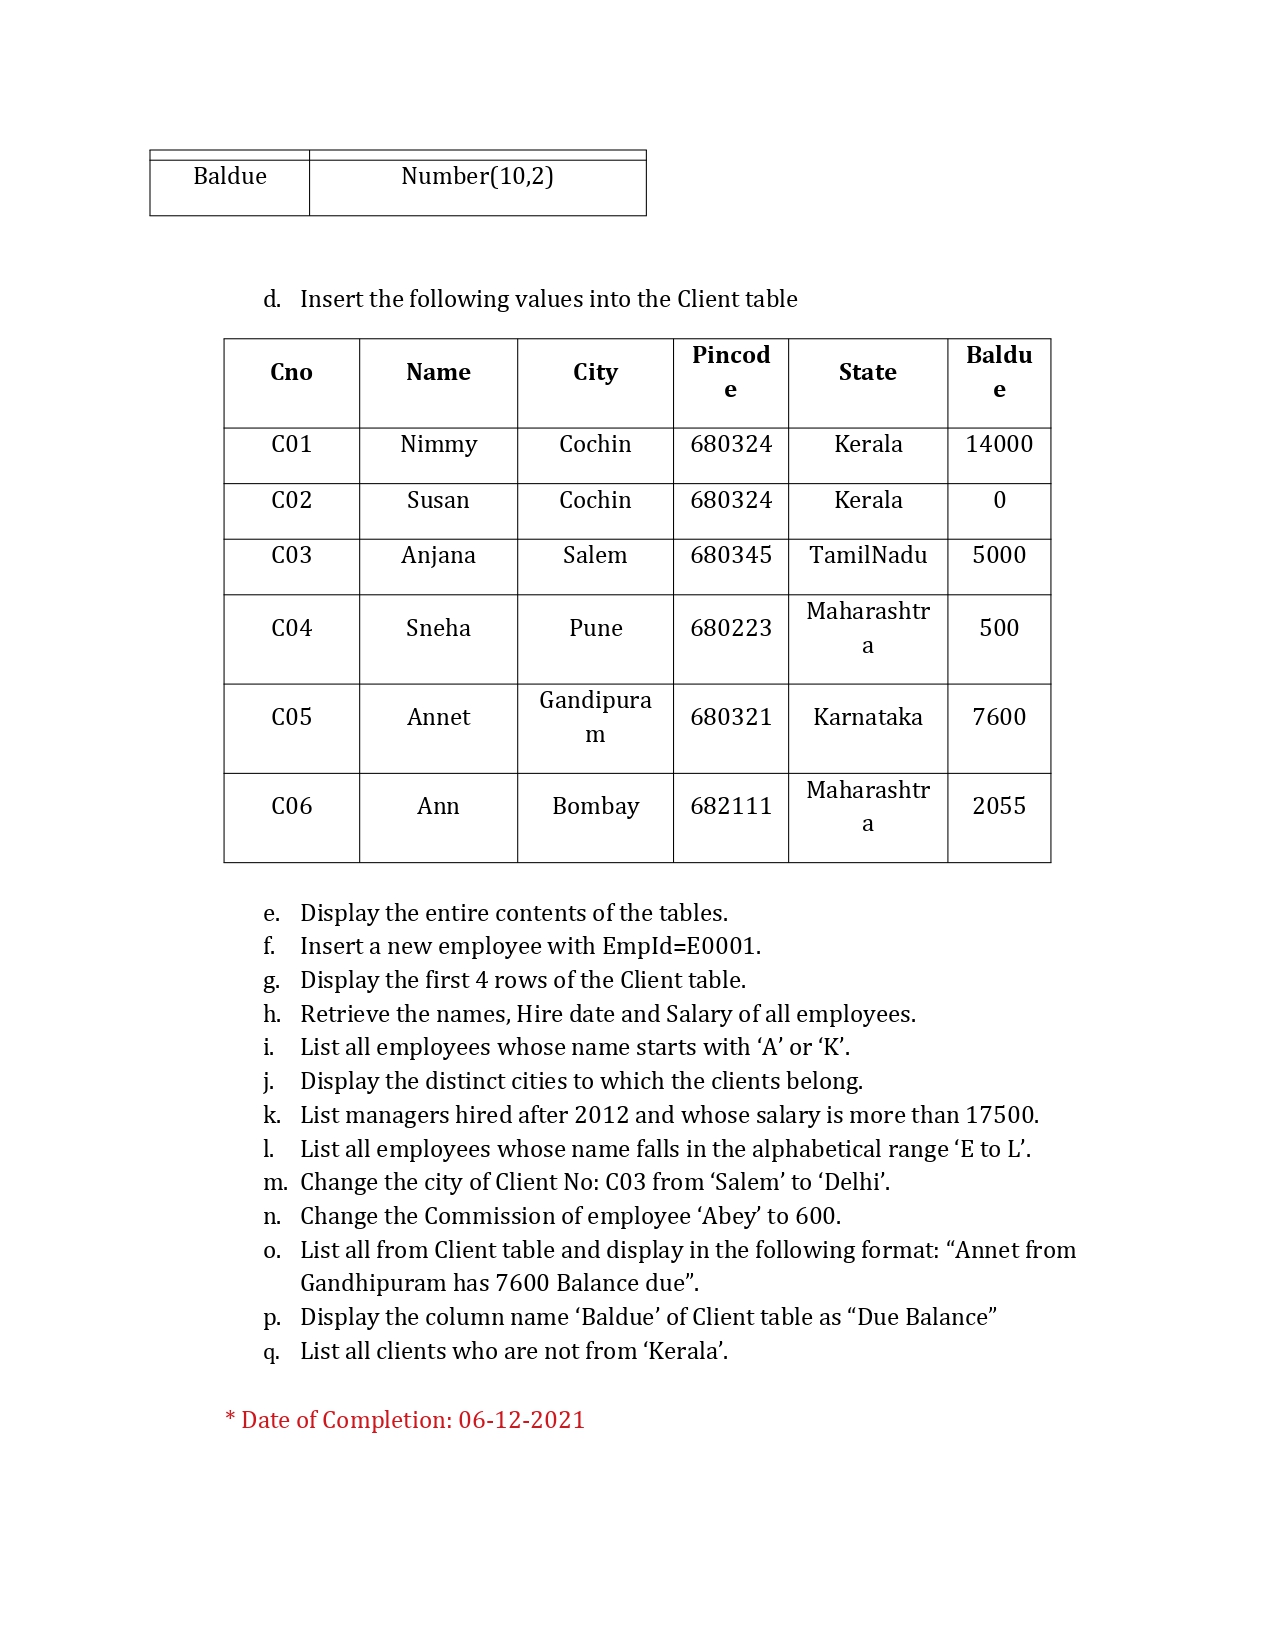 Baldue Number(10,2)
d. Insert the following values into the Client table
Cno Name City Pincod
e State Baldu
e
C01 Nimmy Cochin 680324 Kerala 14000
C02 Susan Cochin 680324 Kerala 0
C03 Anjana Salem 680345 TamilNadu 5000
C04 Sneha Pune 680223 Maharashtr
a 500
C05 Annet Gandipura
m 680321 Karnataka 7600
C06 Ann Bombay 682111 Maharashtr
a 2055
e. Display the entire contents of the tables.
f. Insert a new employee with EmpId=E0001.
g. Display the first 4 rows of the Client table.
h. Retrieve the names, Hire date and Salary of all employees.
i. List all employees whose name starts with ‘A’ or ‘K’.
j. Display the distinct cities to which the clients belong.
k. List managers hired after 2012 and whose salary is more than 17500.
l. List all employees whose name falls in the alphabetical range ‘E to L’.
m. Change the city of Client No: C03 from ‘Salem’ to ‘Delhi’.
n. Change the Commission of employee ‘Abey’ to 600.
o. List all from Client table and display in the following format: “Annet from
Gandhipuram has 7600 Balance due”.
p. Display the column name ‘Baldue’ of Client table as “Due Balance”
q. List all clients who are not from ‘Kerala’.
* Date of Completion: 06-12-2021